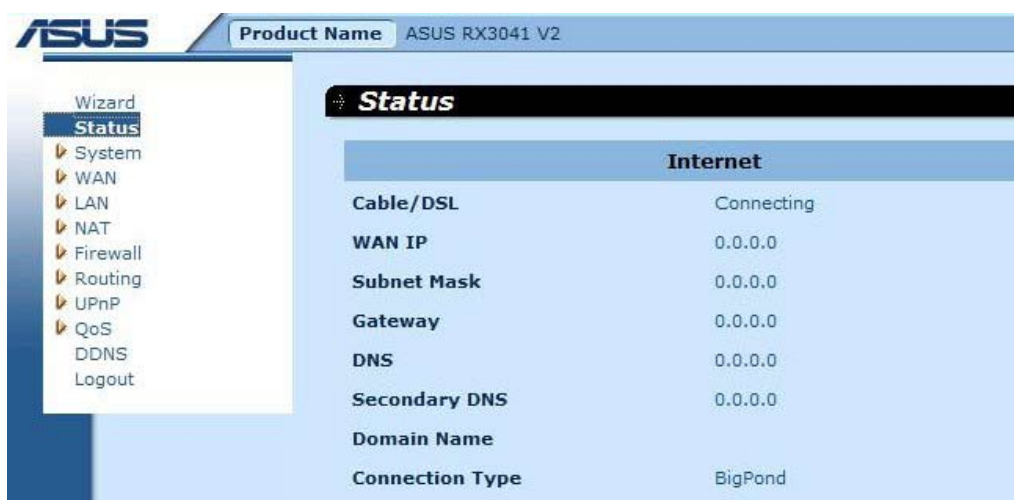 ASUS
Product Name ASUS RX3041 V2
Wizard
Status
System
WAN
LAN
NAT
Firewall
Routing
UPnP
QoS
DDNS
Logout
Status
Internet
Cable/DSL Connecting
WAN IP 0.0.0.0
Subnet Mask 0.0.0.0
Gateway 0.0.0.0
DNS 0.0.0.0
Secondary DNS 0.0.0.0
Domain Name
Connection Type BigPond